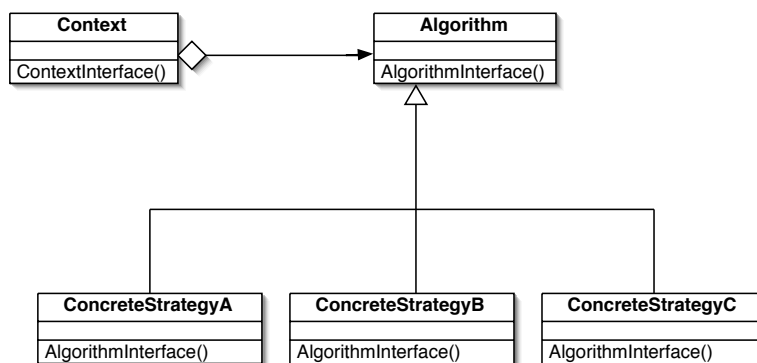 Context
Algorithm
ContextInterface()
AlgorithmInterface()
ConcreteStrategyA
ConcreteStrategyB
ConcreteStrategyC
AlgorithmInterface()
AlgorithmInterface()
AlgorithmInterface()